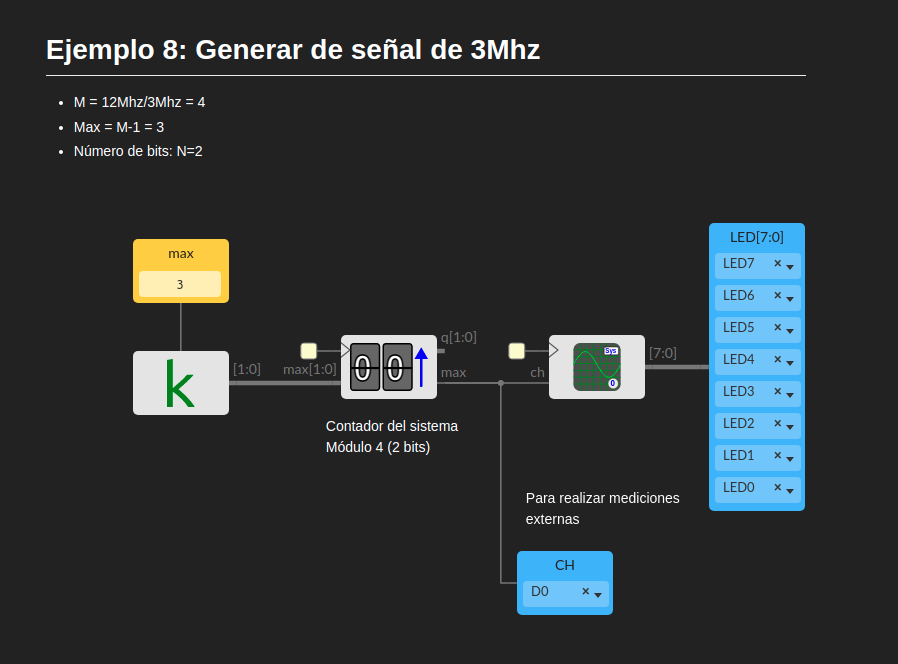 Ejemplo 8: Generar de señal de 3Mhz
M = 12Mhz/3Mhz = 4
Max = M-1 = 3
Número de bits: N=2
max
3
k
[1:0]
max[1:0]
00
q[1:0]
max
Contador del sistema
Módulo 4 (2 bits)
ch
Sys
0
[7:0]
LED[7:0]
LED7
LED6
LED5
LED4
LED3
LED2
LED1
LED0
Para realizar mediciones
externas
CH
D0